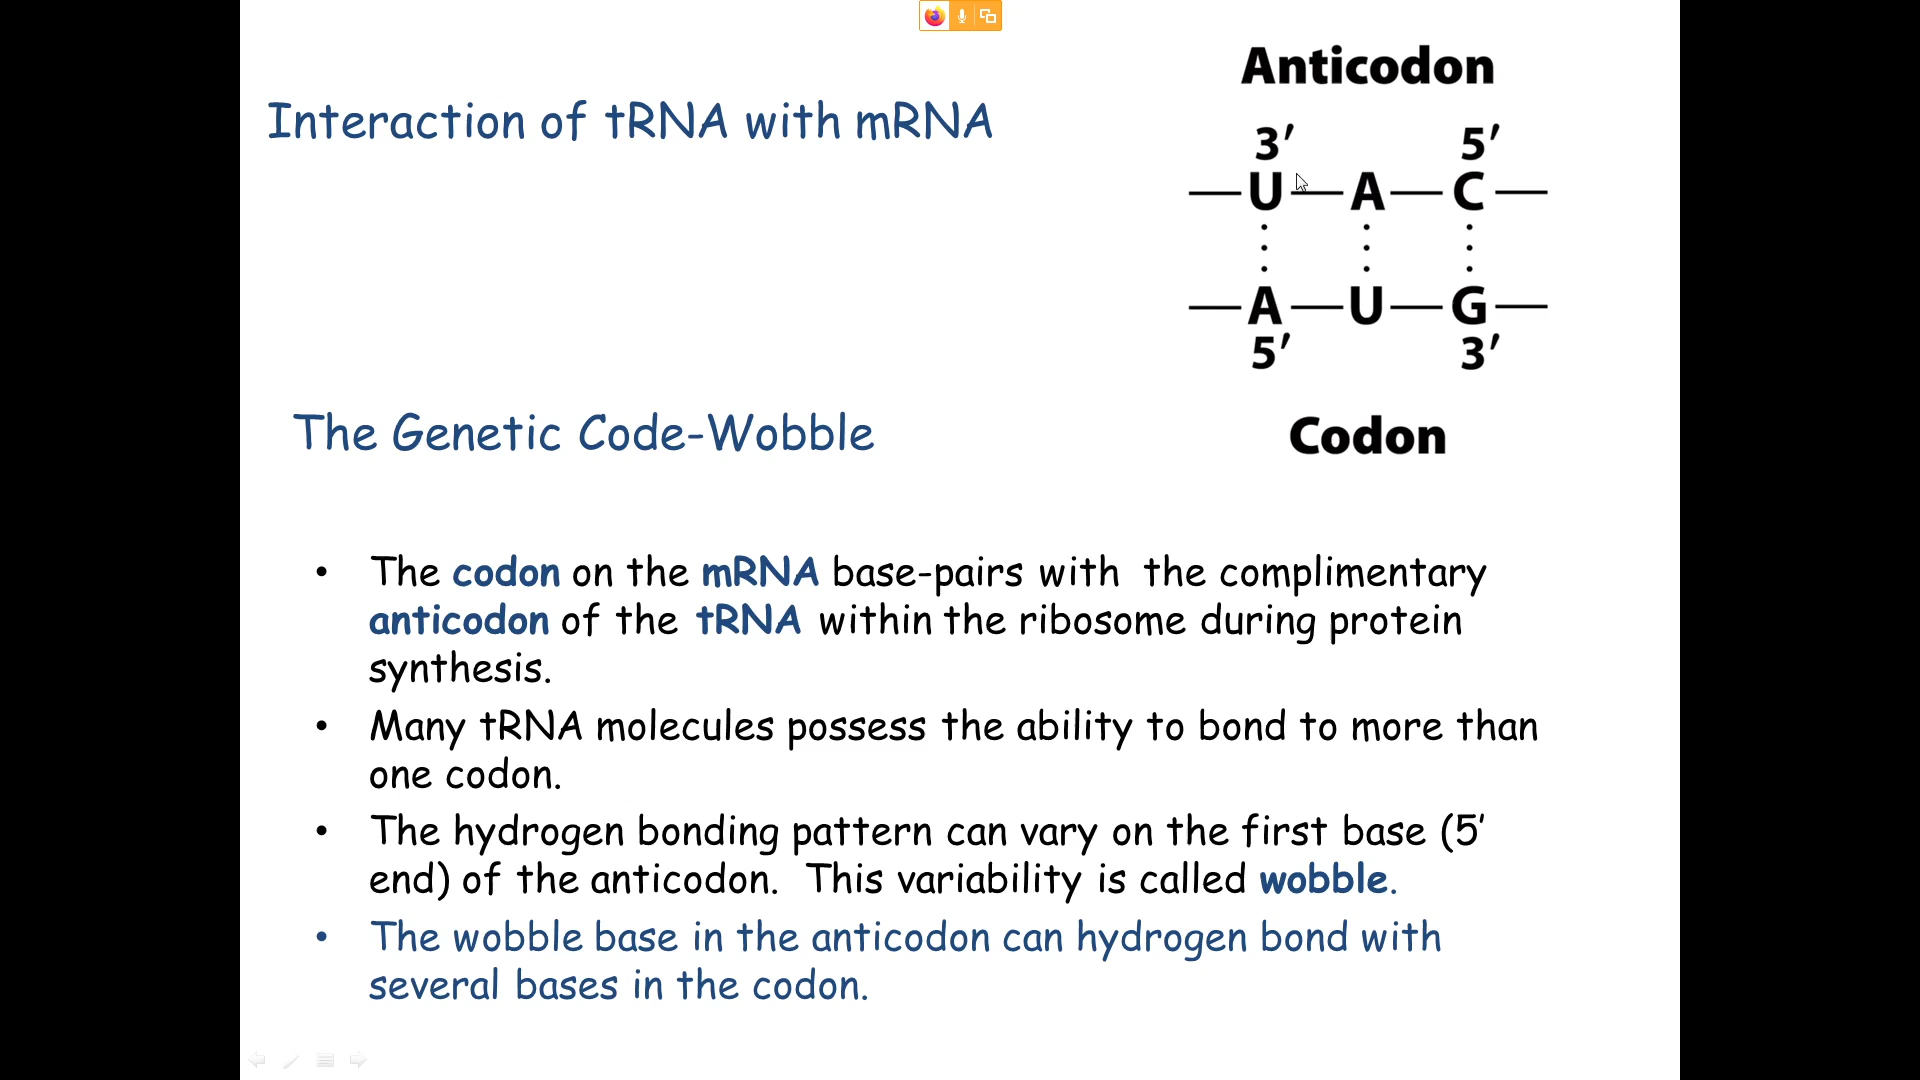 Interaction of tRNA with mRNA
Anticodon
3′ 5′
U A C
A U G
5′ 3′
Codon
The Genetic Code-Wobble
• The codon on the mRNA base-pairs with the complimentary
anticodon of the tRNA within the ribosome during protein
synthesis.
• Many tRNA molecules possess the ability to bond to more than
one codon.
• The hydrogen bonding pattern can vary on the first base (5′
end) of the anticodon. This variability is called wobble.
• The wobble base in the anticodon can hydrogen bond with
several bases in the codon.